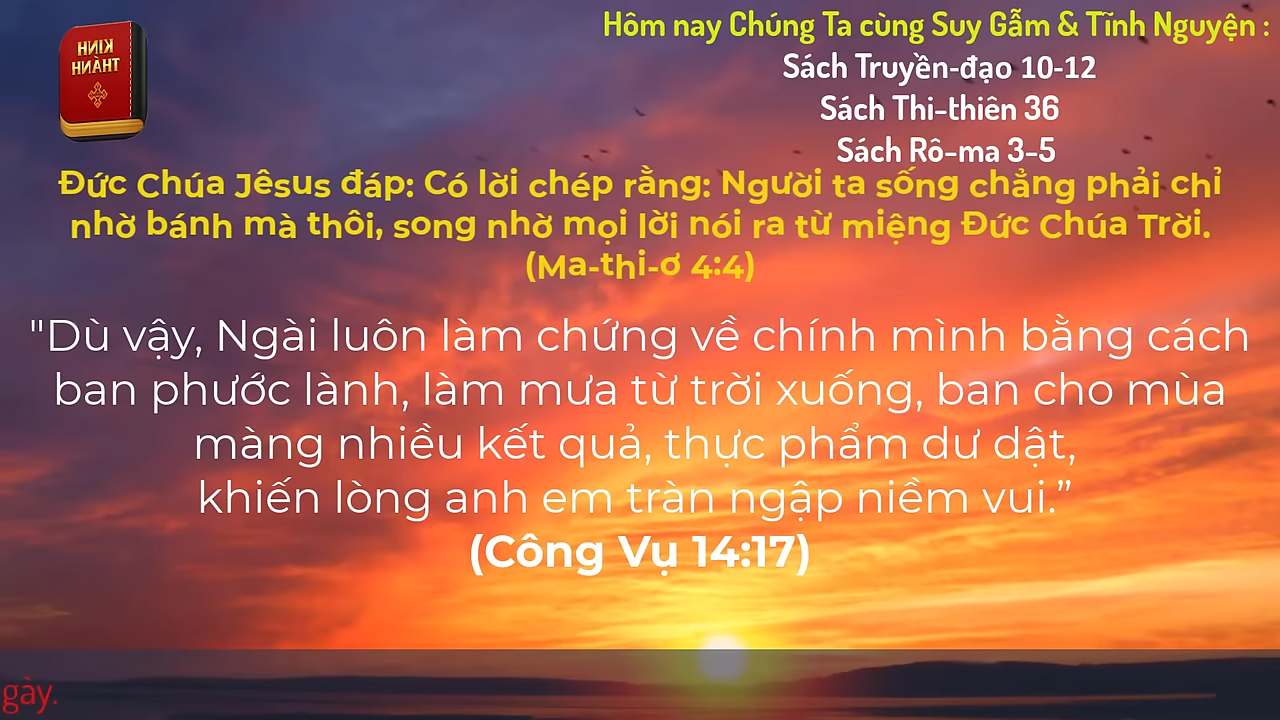 KINH
THÁNH
Hôm nay Chúng Ta cùng Suy Gẫm & Tĩnh Nguyện :
Sách Truyền-đạo 10-12
Sách Thi-thiên 36
Sách Rô-ma 3-5
Đức Chúa Jêsus đáp: Có lời chép rằng: Người ta sống chẳng phải chỉ
nhờ bánh mà thôi, song nhờ mọi lời nói ra từ miệng Đức Chúa Trời.
(Ma-thi-ơ 4:4)
"Dù vậy, Ngài luôn làm chứng về chính mình bằng cách
ban phước lành, làm mưa từ trời xuống, ban cho mùa
màng nhiều kết quả, thực phẩm dư dật,
khiến lòng anh em tràn ngập niềm vui.”
(Công Vụ 14:17)
gày.